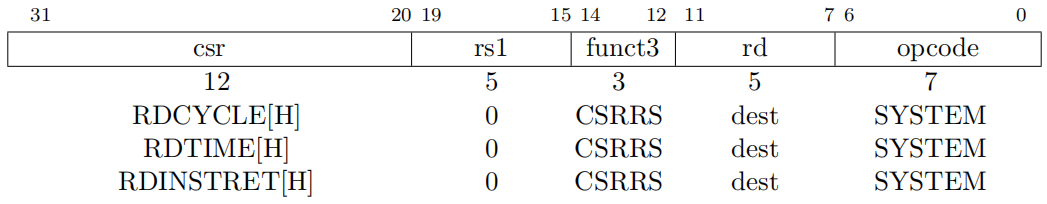 31 20 19 15 14 12 11 7 6 0
csr rs1 funct3 rd opcode
12 5 3 5 7
RDCYCLE[H] 0 CSRRS dest SYSTEM
RDTIME[H] 0 CSRRS dest SYSTEM
RDINSTRET[H] 0 CSRRS dest SYSTEM